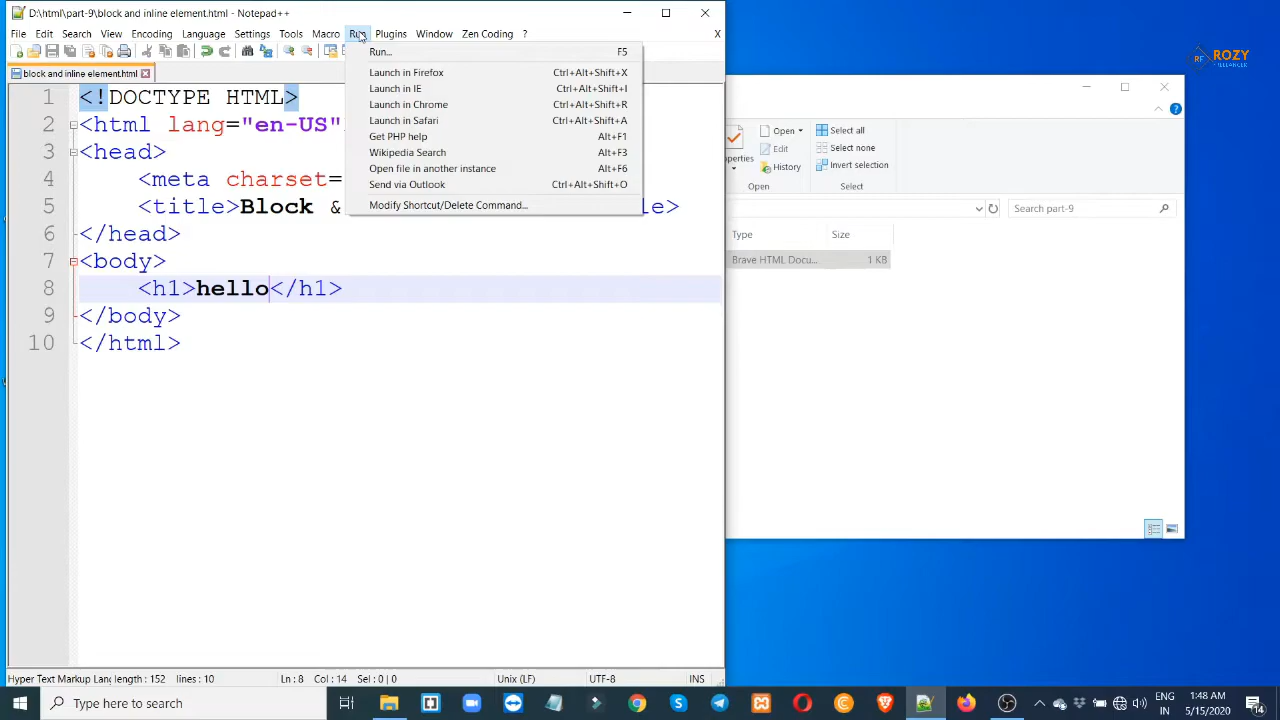 D:\html\part-9\block and inline element.html - Notepad++
File Edit Search View Encoding Language Settings Tools Macro Run Plugins Window Zen Coding ? X
block and inline element.html
Run... F5
Launch in Firefox Ctrl+Alt+Shift+X
Launch in IE Ctrl+Alt+Shift+I
Launch in Chrome Ctrl+Alt+Shift+R
Launch in Safari Ctrl+Alt+Shift+A
Get PHP help Alt+F1
Wikipedia Search Alt+F3
Open file in another instance Alt+F6
Send via Outlook Ctrl+Alt+Shift+O
Modify Shortcut/Delete Command...
1 <!DOCTYPE HTML>
2 <html lang="en-US"
3 <head>
4 <meta charset=
5 <title>Block & le>
6 </head>
7 <body>
8 <h1>hello</h1>
9 </body>
10 </html>
Hyper Text Markup Lang length : 152 lines : 10 Ln : 8 Col : 14 Sel : 0 | 0 Unix (LF) UTF-8 INS
RF ROZY
FREELANCER
Open Select all
Edit Select none
History Invert selection
Open Select
Search part-9
Type Size
Brave HTML Docu... 1 KB
Type here to search
ENG 1:48 AM
IN 5/15/2020
14